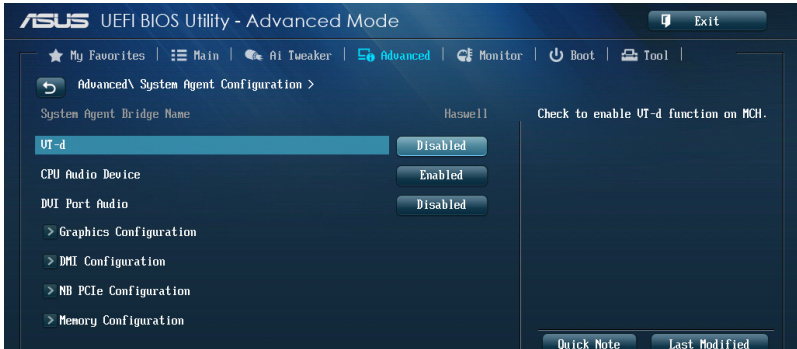 ASUS UEFI BIOS Utility - Advanced Mode Exit
My Favorites | Main | Ai Tweaker | Advanced | Monitor | Boot | Tool |
Advanced\ System Agent Configuration >
System Agent Bridge Name Haswell Check to enable VT-d function on MCH.
VT-d Disabled
CPU Audio Device Enabled
DVI Port Audio Disabled
> Graphics Configuration
> DMI Configuration
> NB PCIe Configuration
> Memory Configuration
Quick Note Last Modified